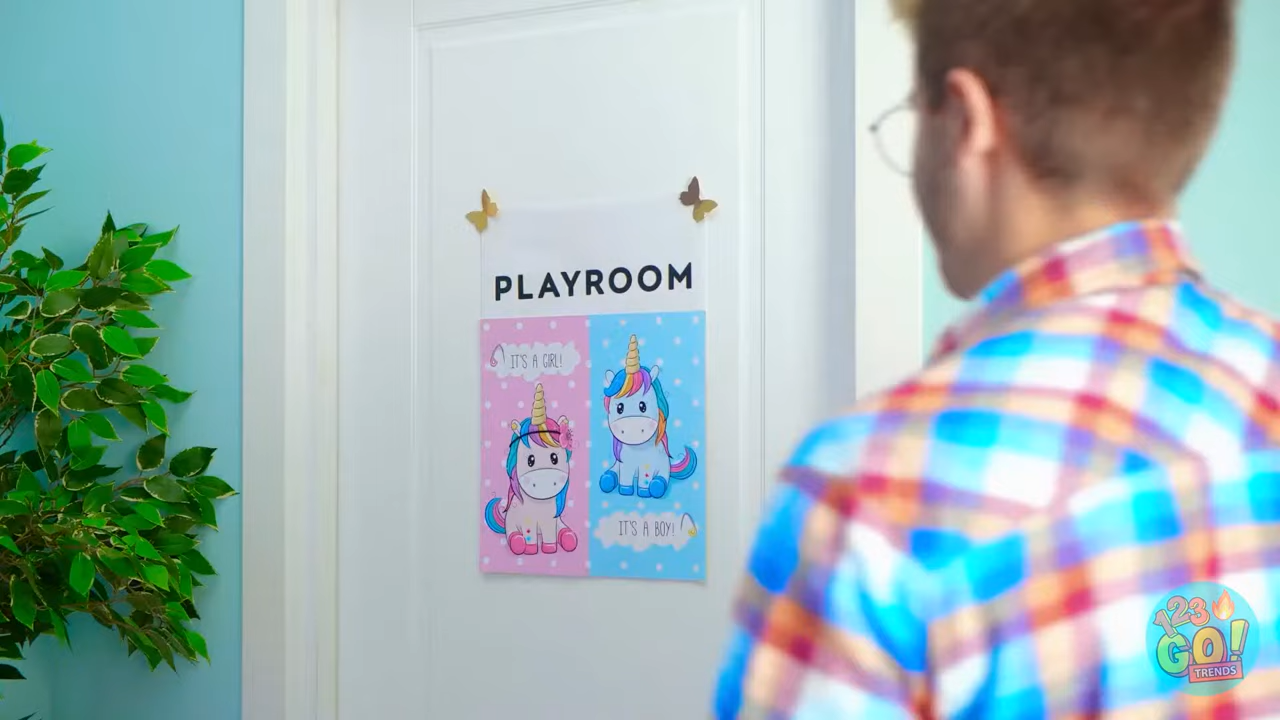 PLAYROOM
IT'S A GIRL!
IT'S A BOY!
123
GO!
TRENDS